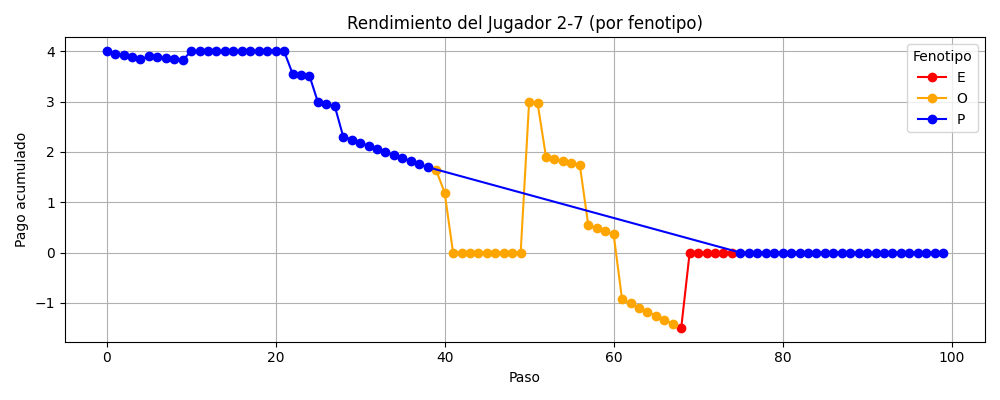 Rendimiento del Jugador 2-7 (por fenotipo)
Pago acumulado
4
3
2
1
0
−1
Fenotipo
E
O
P
0 20 40 60 80 100
Paso